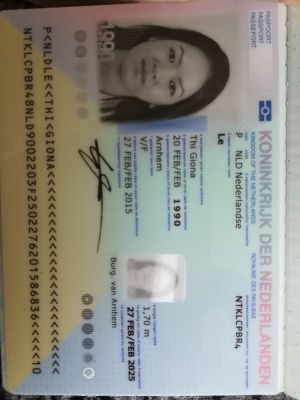 PASPOORT
PASSPORT
PASSEPORT
KONINKRIJK DER NEDERLANDEN
KINGDOM OF THE NETHERLANDS ROYAUME DES PAYS-BAS
P NLD Nederlandse NTKLCPBR4
Le
Thi Giona
20 FEB/FEB 1990
Arnhem
V/F 1,70 m
27 FEB/FEB 2015 27 FEB/FEB 2025
Burg. van Arnhem
1990
P<NLDLE<<THI<GIONA<<<<<<<<<<<<<<<<<<<<<<<<<<
NTKLCPBR48NLD9002203F2502276201586836<<<<<10